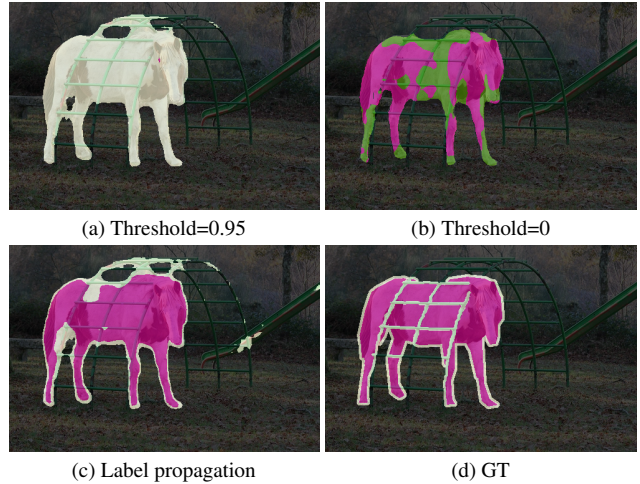 (a) Threshold=0.95
(b) Threshold=0
(c) Label propagation
(d) GT